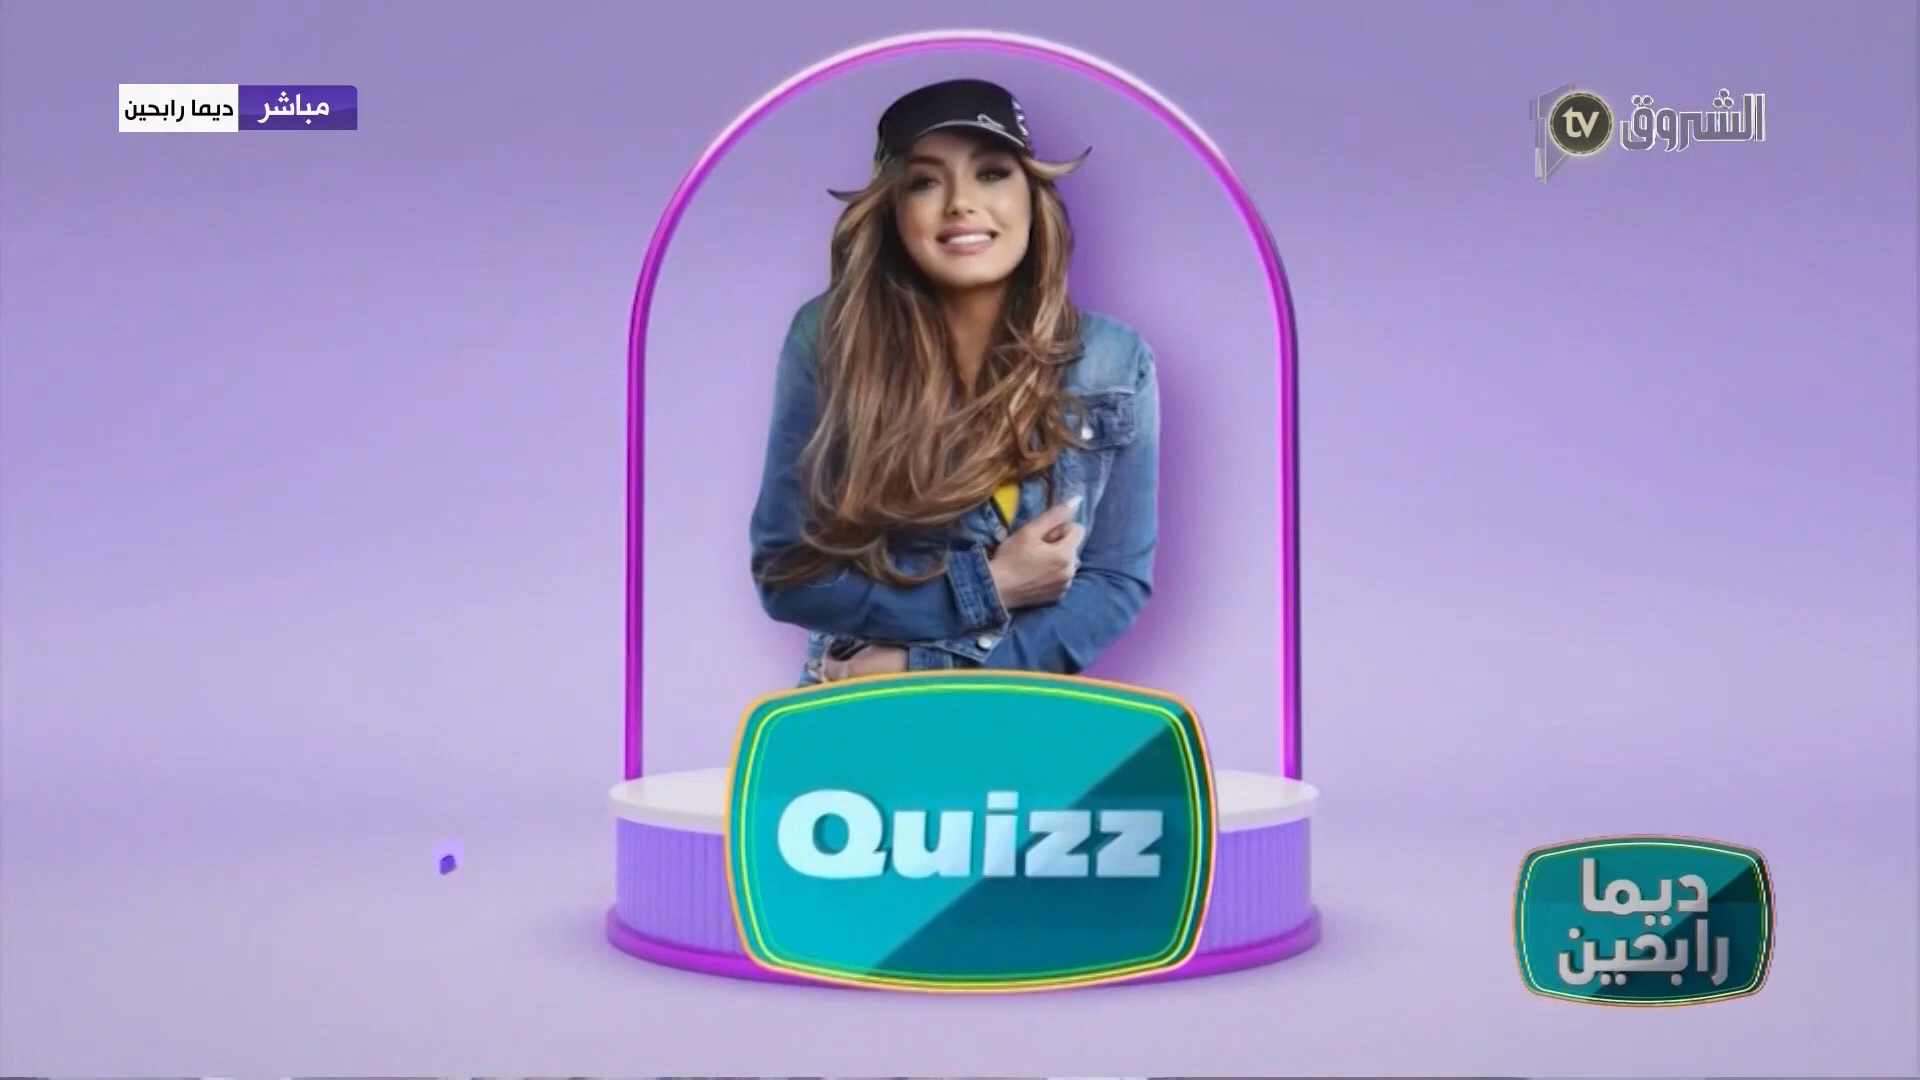 مباشر ديما رابحين
الشروق tv
Quizz
ديما
رابحين